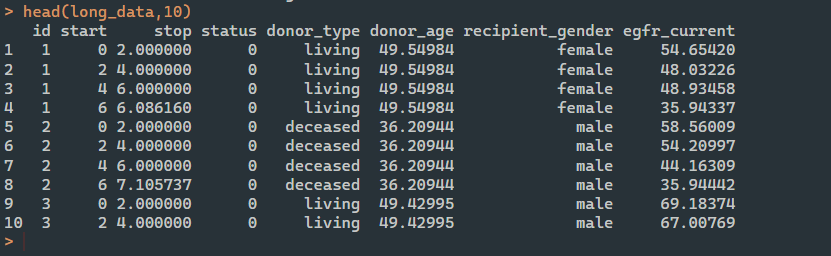 > head(long_data,10)
id start stop status donor_type donor_age recipient_gender egfr_current
1 1 0 2.000000 0 living 49.54984 female 54.65420
2 1 2 4.000000 0 living 49.54984 female 48.03226
3 1 4 6.000000 0 living 49.54984 female 48.93458
4 1 6 6.086160 0 living 49.54984 female 35.94337
5 2 0 2.000000 0 deceased 36.20944 male 58.56009
6 2 2 4.000000 0 deceased 36.20944 male 54.20997
7 2 4 6.000000 0 deceased 36.20944 male 44.16309
8 2 6 7.105737 0 deceased 36.20944 male 35.94442
9 3 0 2.000000 0 living 49.42995 male 69.18374
10 3 2 4.000000 0 living 49.42995 male 67.00769
>